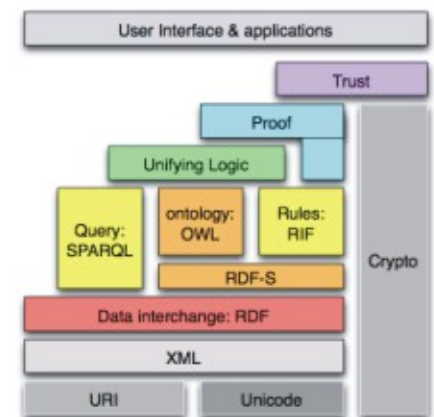 User Interface & applications
Trust
Proof
Unifying Logic
Query:
SPARQL
ontology:
OWL
Rules:
RIF
Crypto
RDF-S
Data interchange: RDF
XML
URI
Unicode